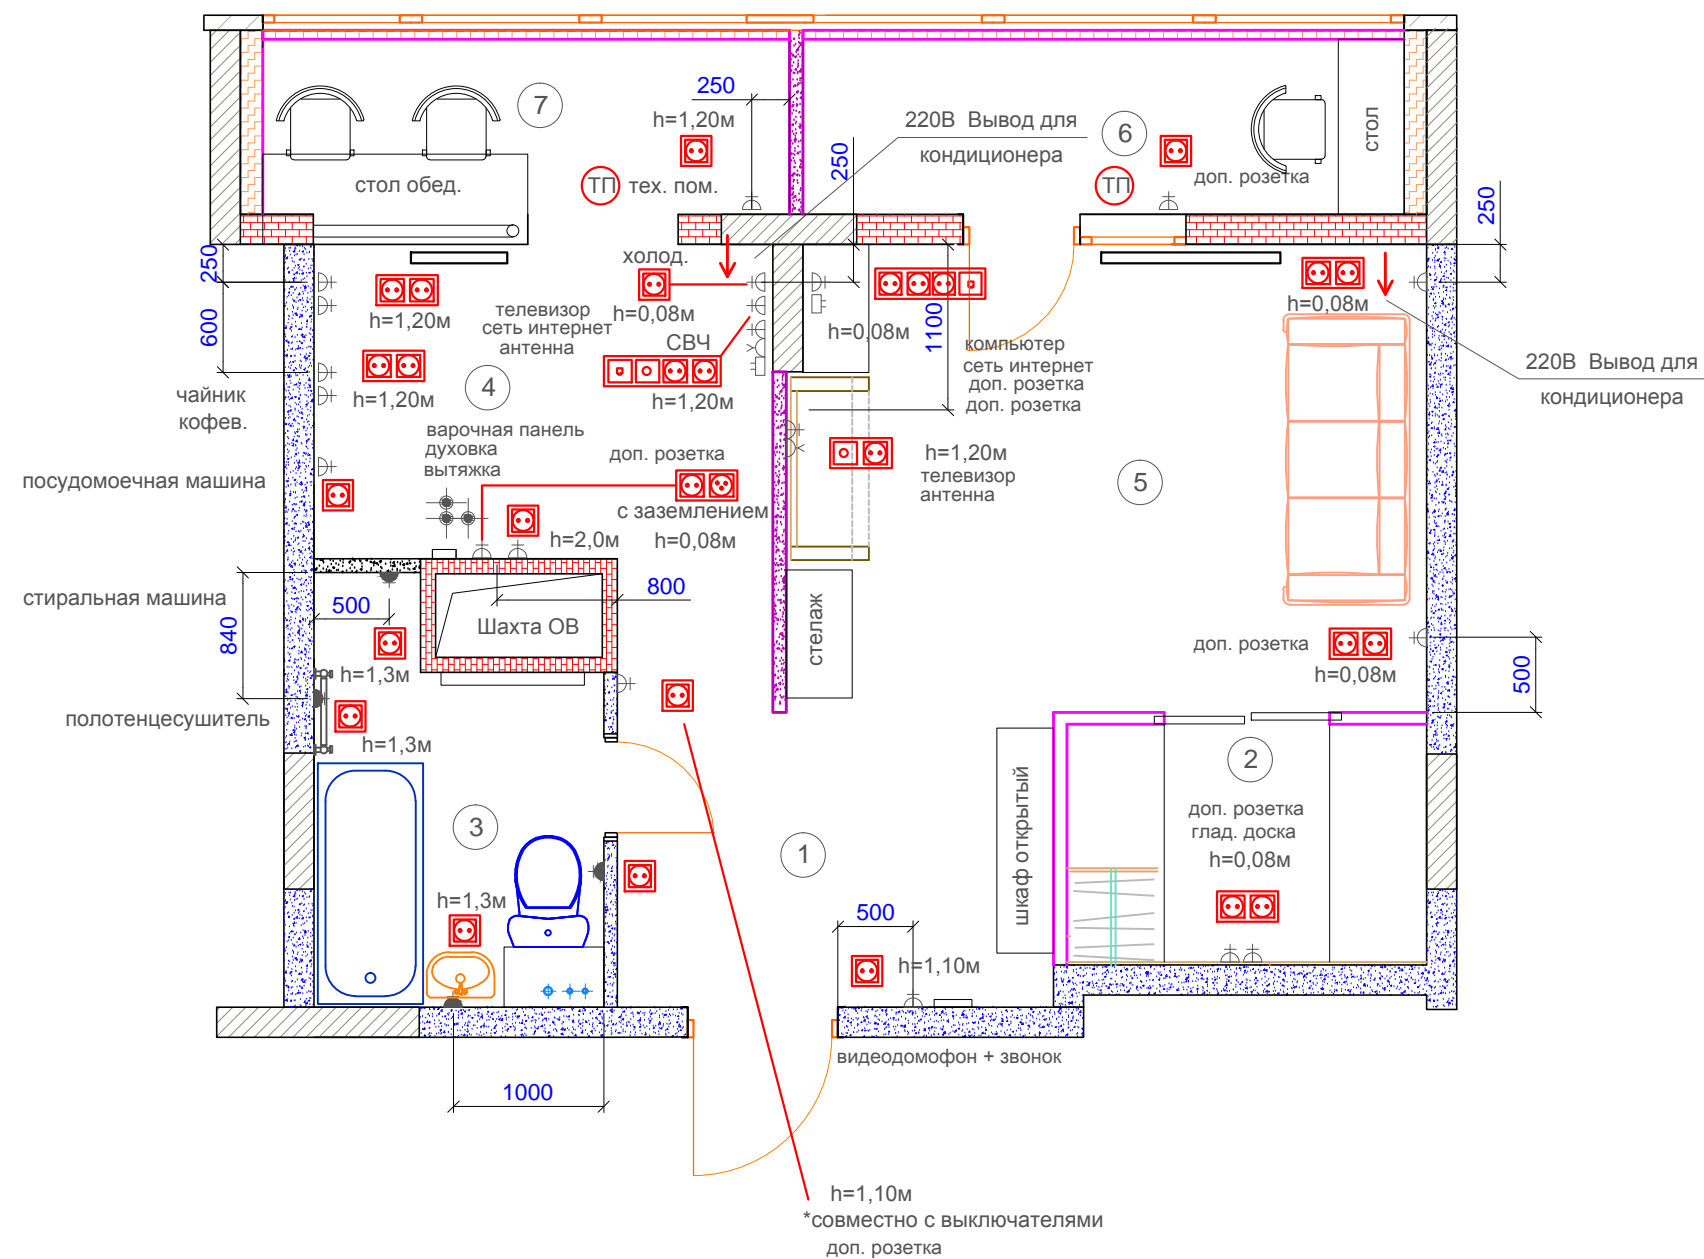 250
7
h=1,20м
220В Вывод для
кондиционера
6
250
стол
ТП
тех. пом.
стол обед.
ТП
доп. розетка
250
250
холод.
h=0,08м
h=1,20м
телевизор
сеть интернет
антенна
СВЧ
h=0,08м
1100
h=0,08м
600
компьютер
сеть интернет
доп. розетка
доп. розетка
220В Вывод для
кондиционера
чайник
кофев.
h=1,20м
4
h=1,20м
варочная панель
духовка
вытяжка
доп. розетка
h=1,20м
телевизор
антенна
5
посудомоечная машина
с заземлением
h=0,08м
h=2,0м
стиральная машина
840
500
800
Шахта ОВ
стелаж
доп. розетка
h=0,08м
500
h=1,3м
полотенцесушитель
h=1,3м
2
шкаф открытый
доп. розетка
глад. доска
h=0,08м
3
1
h=1,3м
500
h=1,10м
видеодомофон + звонок
1000
h=1,10м
*совместно с выключателями
доп. розетка